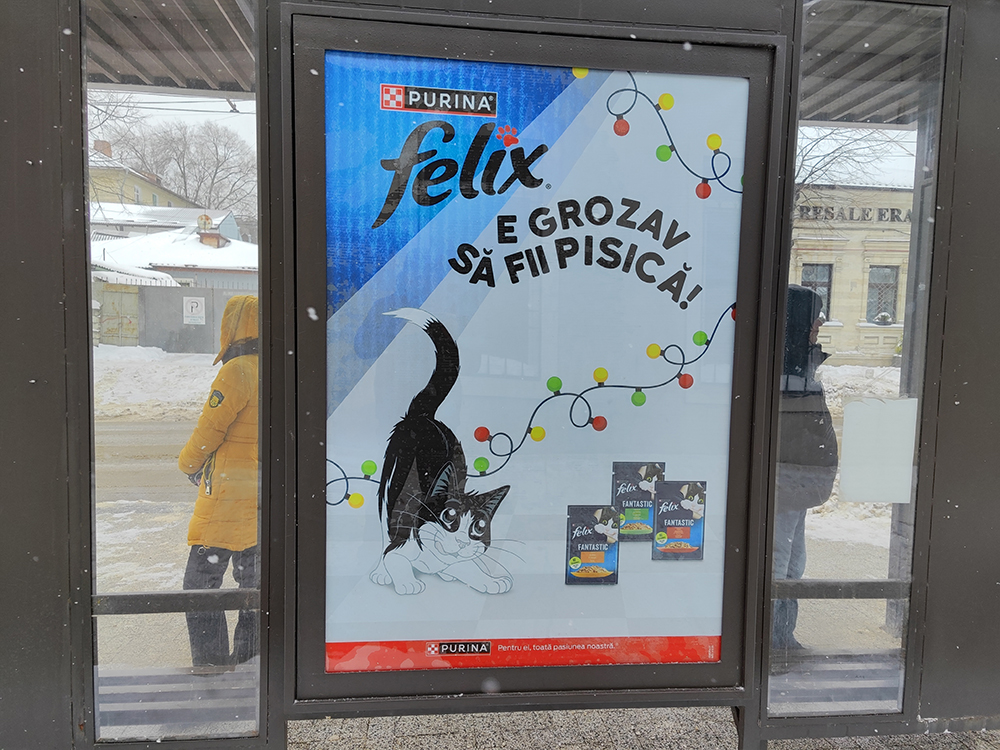 PURINA
felix
E GROZAV
SĂ FII PISICĂ!
RESALE ERA
felix
FANTASTIC
felix
FANTASTIC
felix
FANTASTIC
PURINA
Pentru ei, toată pasiunea noastră.